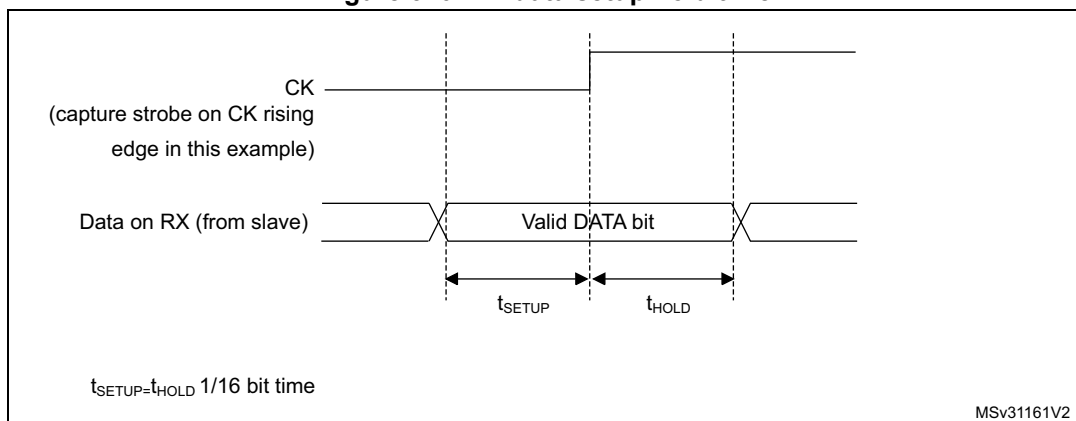 CK
(capture strobe on CK rising
edge in this example)
Data on RX (from slave)
Valid DATA bit
tSETUP
tHOLD
tSETUP=tHOLD 1/16 bit time
MSv31161V2